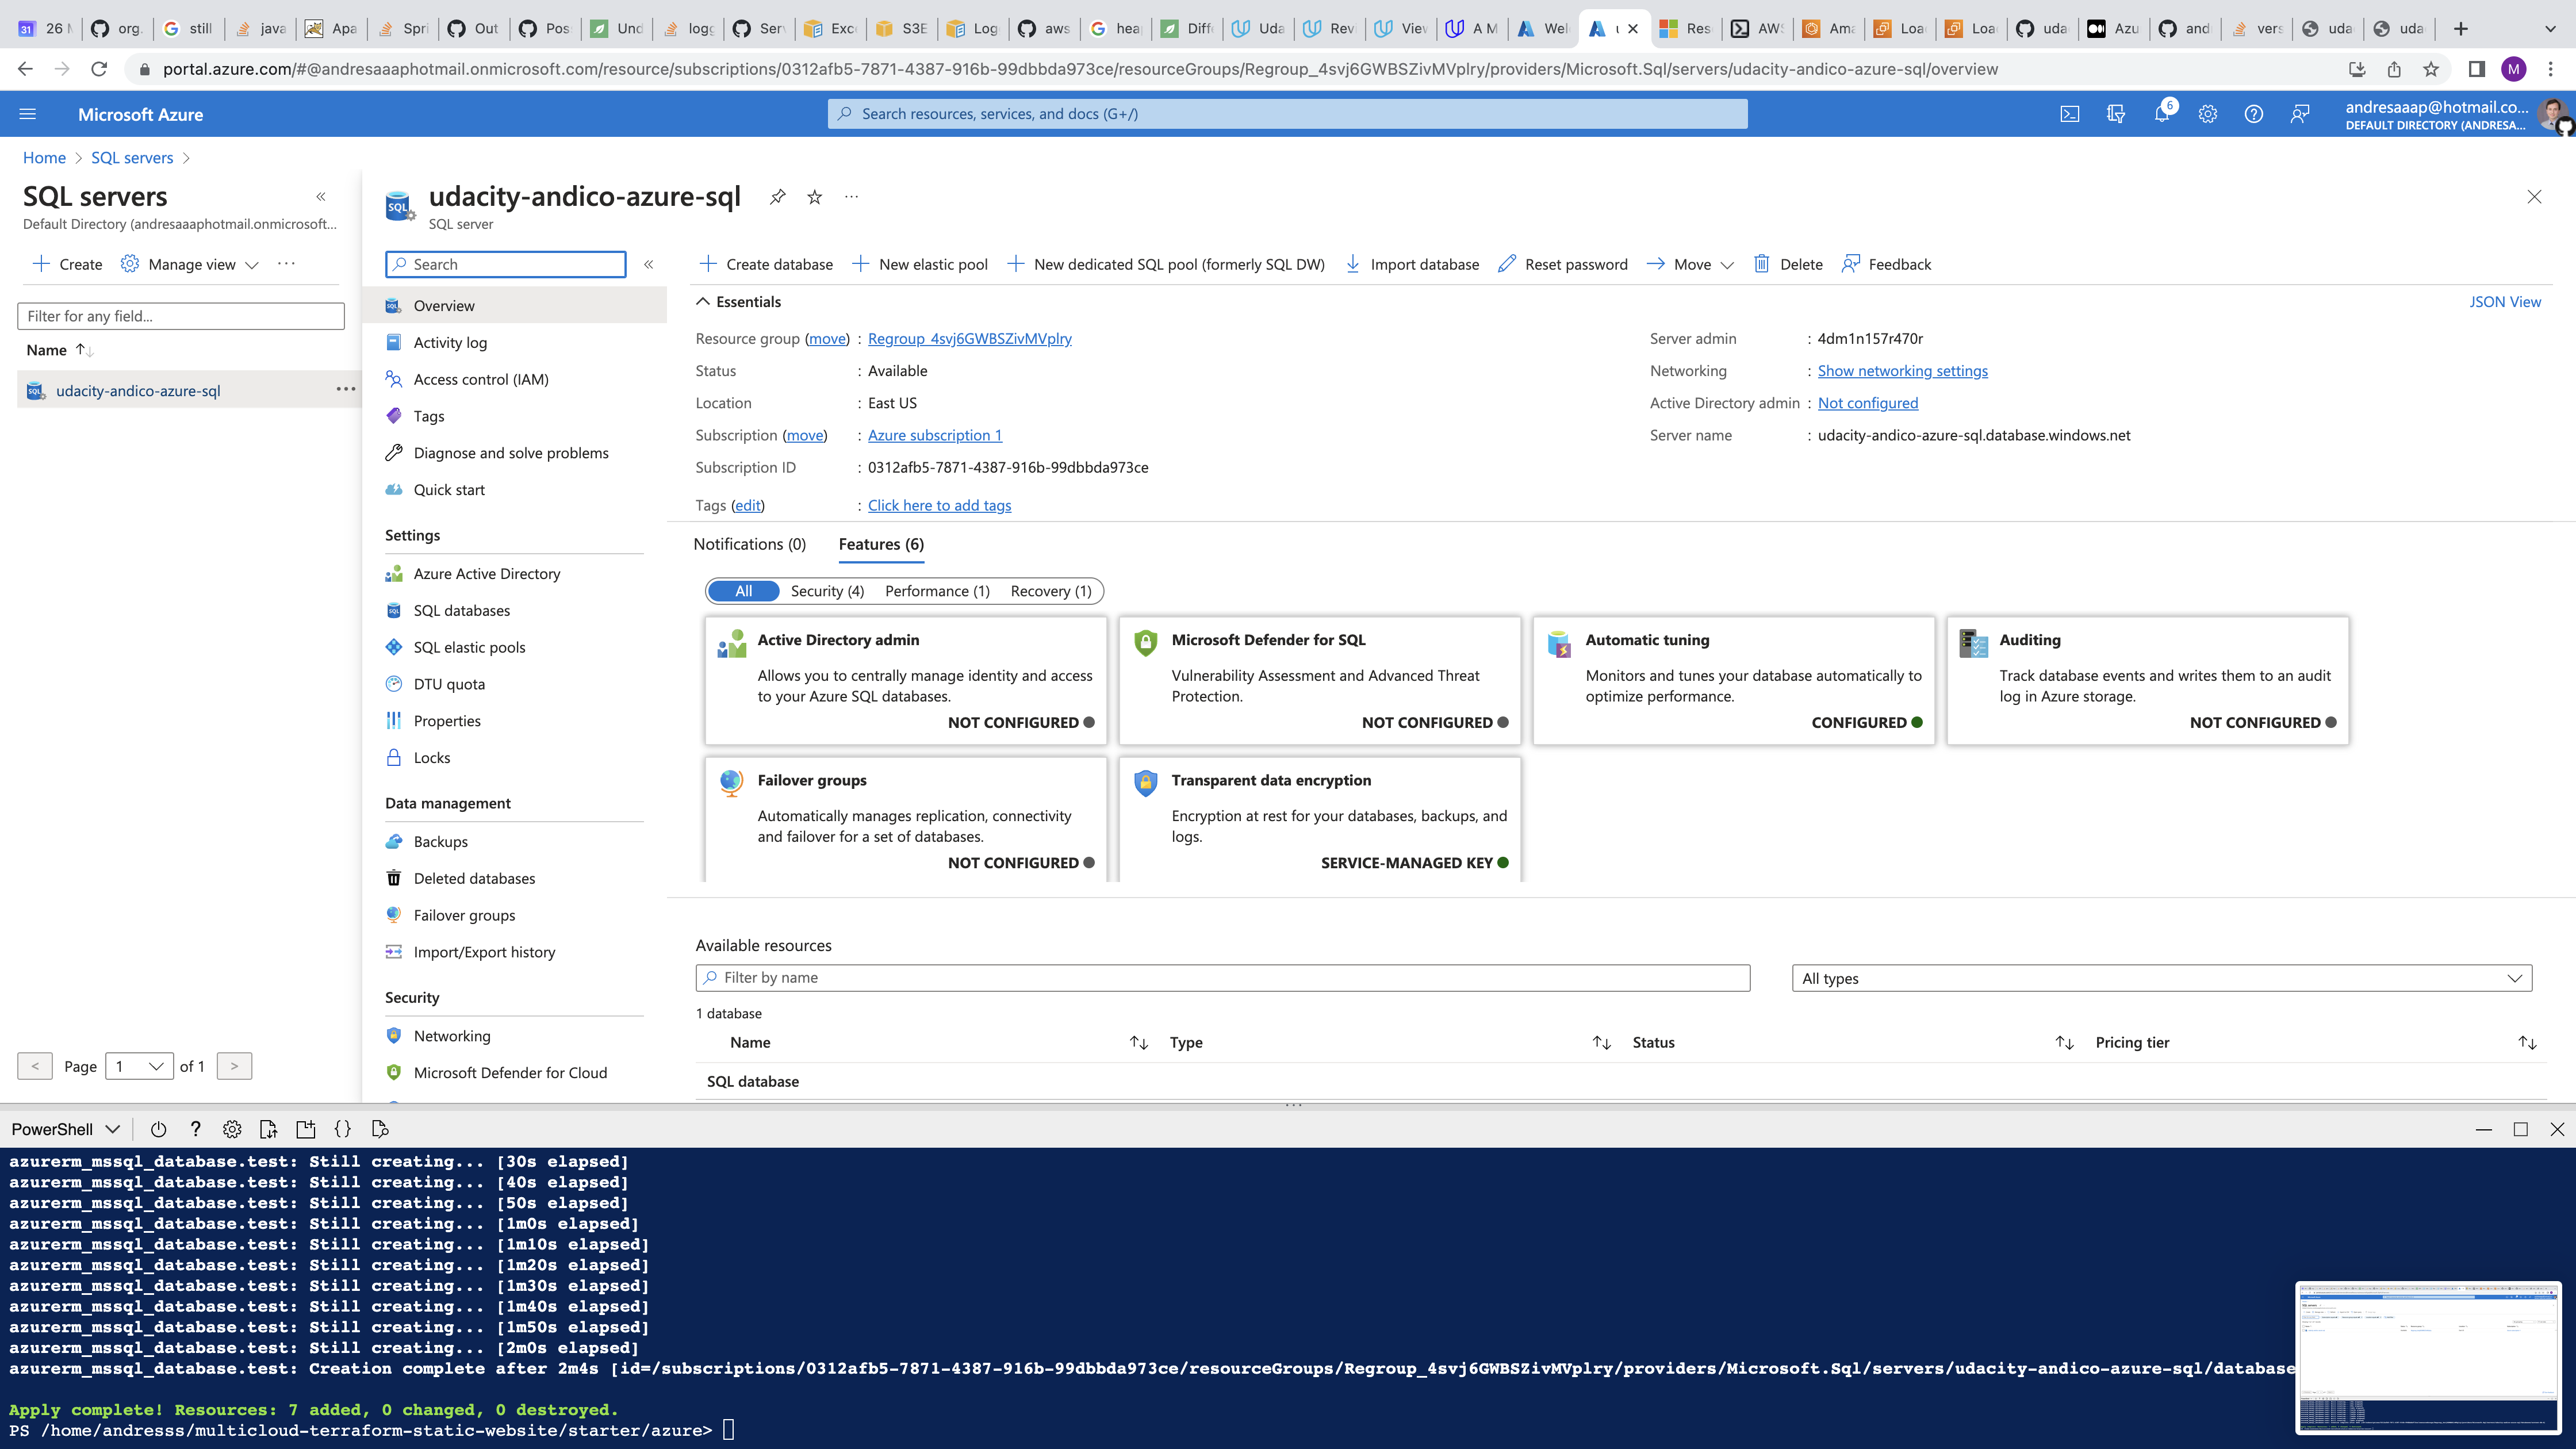 26 M
org.
still
java
Apa
Spri
Out
Pos
Und
logg
Ser
Exc
S3E
Log
aws
hea
Diffe
Uda
Rev
View
A M
Wel
Res
AWS
Ama
Loa
Loa
uda
Azu
and
vers
uda
uda
portal.azure.com/#@andresaaaphotmail.onmicrosoft.com/resource/subscriptions/0312afb5-7871-4387-916b-99dbbda973ce/resourceGroups/Regroup_4svj6GWBSZivMVplry/providers/Microsoft.Sql/servers/udacity-andico-azure-sql/overview
M
Microsoft Azure
Search resources, services, and docs (G+/)
6
andresaaap@hotmail.co...
DEFAULT DIRECTORY (ANDRESA...
Home > SQL servers >
SQL servers
Default Directory (andresaaaphotmail.onmicrosoft...
Create
Manage view
Filter for any field...
Name
udacity-andico-azure-sql
< Page 1 of 1 >
udacity-andico-azure-sql
SQL server
Search
Overview
Activity log
Access control (IAM)
Tags
Diagnose and solve problems
Quick start
Settings
Azure Active Directory
SQL databases
SQL elastic pools
DTU quota
Properties
Locks
Data management
Backups
Deleted databases
Failover groups
Import/Export history
Security
Networking
Microsoft Defender for Cloud
Create database
New elastic pool
New dedicated SQL pool (formerly SQL DW)
Import database
Reset password
Move
Delete
Feedback
Essentials
JSON View
Resource group (move) : Regroup_4svj6GWBSZivMVplry
Status : Available
Location : East US
Subscription (move) : Azure subscription 1
Subscription ID : 0312afb5-7871-4387-916b-99dbbda973ce
Tags (edit) : Click here to add tags
Server admin : 4dm1n157r470r
Networking : Show networking settings
Active Directory admin : Not configured
Server name : udacity-andico-azure-sql.database.windows.net
Notifications (0)
Features (6)
All
Security (4)
Performance (1)
Recovery (1)
Active Directory admin
Allows you to centrally manage identity and access
to your Azure SQL databases.
NOT CONFIGURED
Microsoft Defender for SQL
Vulnerability Assessment and Advanced Threat
Protection.
NOT CONFIGURED
Automatic tuning
Monitors and tunes your database automatically to
optimize performance.
CONFIGURED
Auditing
Track database events and writes them to an audit
log in Azure storage.
NOT CONFIGURED
Failover groups
Automatically manages replication, connectivity
and failover for a set of databases.
NOT CONFIGURED
Transparent data encryption
Encryption at rest for your databases, backups, and
logs.
SERVICE-MANAGED KEY
Available resources
Filter by name
All types
1 database
Name
Type
Status
Pricing tier
SQL database
PowerShell
azurerm_mssql_database.test: Still creating... [30s elapsed]
azurerm_mssql_database.test: Still creating... [40s elapsed]
azurerm_mssql_database.test: Still creating... [50s elapsed]
azurerm_mssql_database.test: Still creating... [1m0s elapsed]
azurerm_mssql_database.test: Still creating... [1m10s elapsed]
azurerm_mssql_database.test: Still creating... [1m20s elapsed]
azurerm_mssql_database.test: Still creating... [1m30s elapsed]
azurerm_mssql_database.test: Still creating... [1m40s elapsed]
azurerm_mssql_database.test: Still creating... [1m50s elapsed]
azurerm_mssql_database.test: Still creating... [2m0s elapsed]
azurerm_mssql_database.test: Creation complete after 2m4s [id=/subscriptions/0312afb5-7871-4387-916b-99dbbda973ce/resourceGroups/Regroup_4svj6GWBSZivMVplry/providers/Microsoft.Sql/servers/udacity-andico-azure-sql/database
Apply complete! Resources: 7 added, 0 changed, 0 destroyed.
PS /home/andresss/multicloud-terraform-static-website/starter/azure>